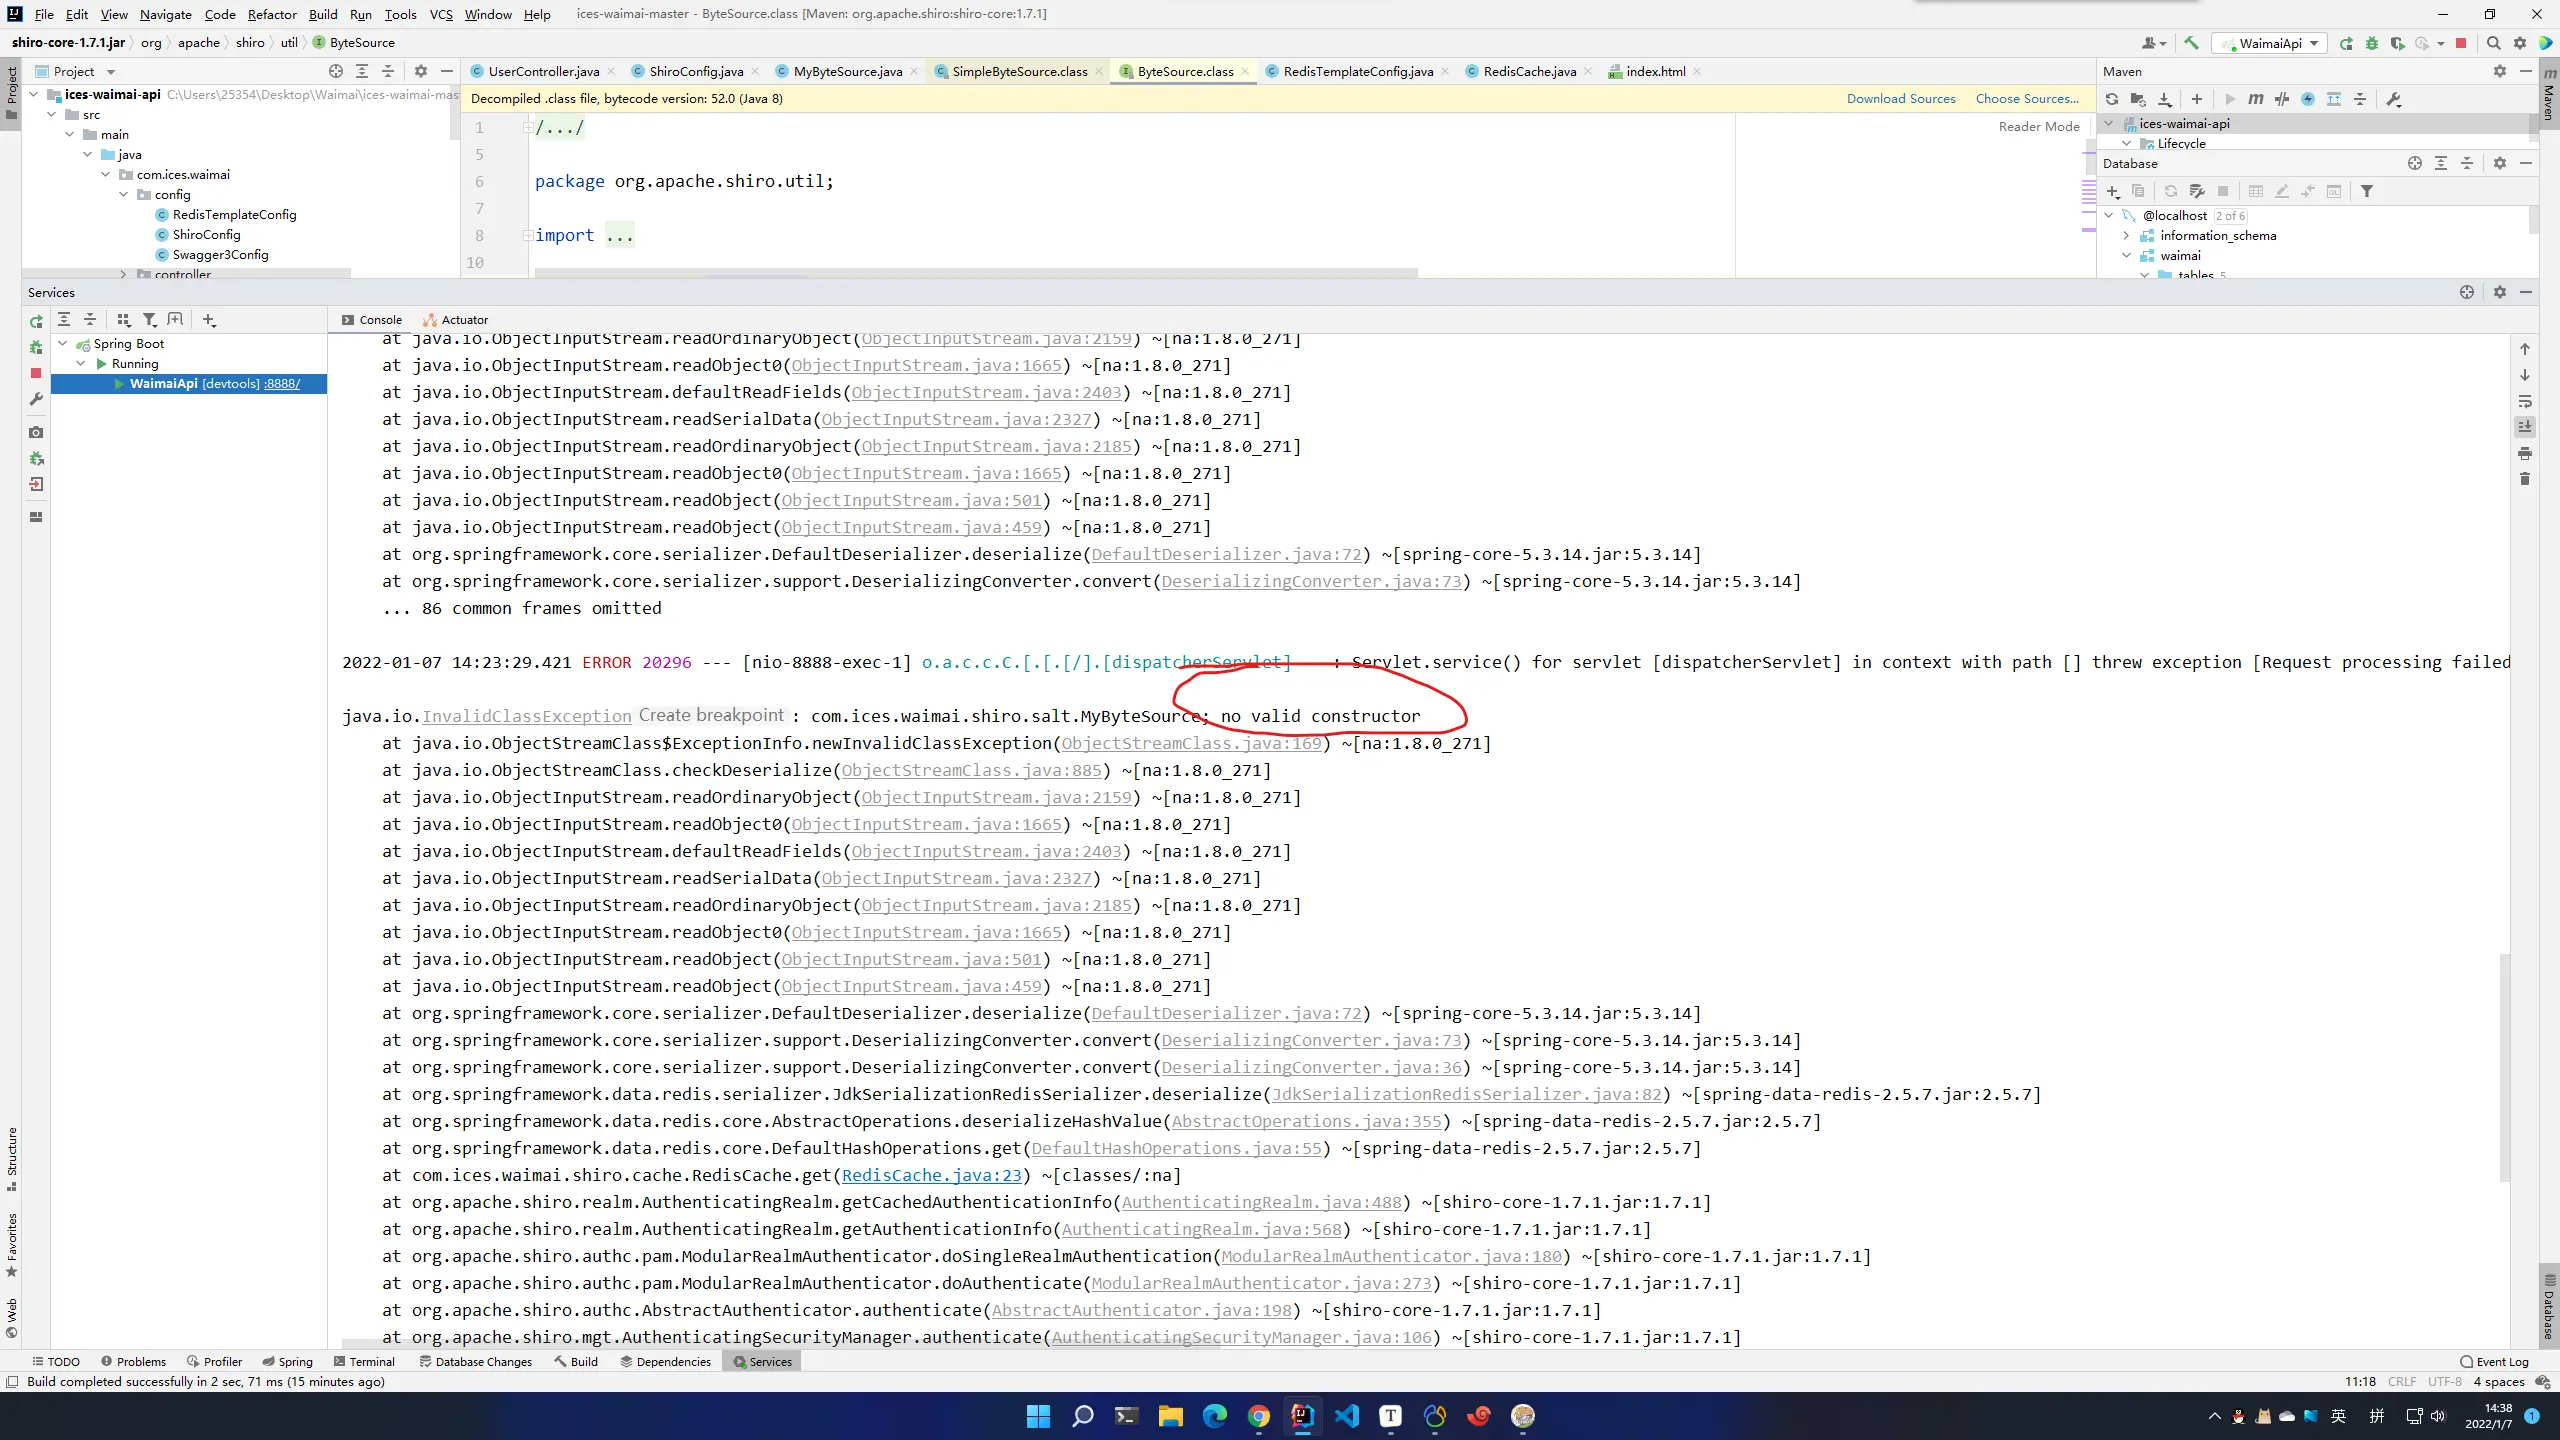 File Edit View Navigate Code Refactor Build Run Tools VCS Window Help ices-waimai-master - ByteSource.class [Maven: org.apache.shiro:shiro-core:1.7.1]
shiro-core-1.7.1.jar org apache shiro util ByteSource WaimaiApi
Project UserController.java ShiroConfig.java MyByteSource.java SimpleByteSource.class ByteSource.class RedisTemplateConfig.java RedisCache.java index.html Maven
ices-waimai-api C:\Users\25354\Desktop\Waimai\ices-waimai-mas
Decompiled .class file, bytecode version: 52.0 (Java 8) Download Sources Choose Sources...
src
main
java
com.ices.waimai
config
RedisTemplateConfig
ShiroConfig
Swagger3Config
controller
1 /.../
5
6 package org.apache.shiro.util;
7
8 import ...
10
Reader Mode
ices-waimai-api
Lifecycle
Database
@localhost 2 of 6
information_schema
waimai
tables 5
Services
Console Actuator
Spring Boot
Running
WaimaiApi [devtools] :8888/
at java.io.ObjectInputStream.readOrdinaryObject(ObjectInputStream.java:2159) ~[na:1.8.0_271]
at java.io.ObjectInputStream.readObject0(ObjectInputStream.java:1665) ~[na:1.8.0_271]
at java.io.ObjectInputStream.defaultReadFields(ObjectInputStream.java:2403) ~[na:1.8.0_271]
at java.io.ObjectInputStream.readSerialData(ObjectInputStream.java:2327) ~[na:1.8.0_271]
at java.io.ObjectInputStream.readOrdinaryObject(ObjectInputStream.java:2185) ~[na:1.8.0_271]
at java.io.ObjectInputStream.readObject0(ObjectInputStream.java:1665) ~[na:1.8.0_271]
at java.io.ObjectInputStream.readObject(ObjectInputStream.java:501) ~[na:1.8.0_271]
at java.io.ObjectInputStream.readObject(ObjectInputStream.java:459) ~[na:1.8.0_271]
at org.springframework.core.serializer.DefaultDeserializer.deserialize(DefaultDeserializer.java:72) ~[spring-core-5.3.14.jar:5.3.14]
at org.springframework.core.serializer.support.DeserializingConverter.convert(DeserializingConverter.java:73) ~[spring-core-5.3.14.jar:5.3.14]
... 86 common frames omitted
2022-01-07 14:23:29.421 ERROR 20296 --- [nio-8888-exec-1] o.a.c.c.C.[.[.[/].[dispatcherServlet] : Servlet.service() for servlet [dispatcherServlet] in context with path [] threw exception [Request processing failed
java.io.InvalidClassException Create breakpoint : com.ices.waimai.shiro.salt.MyByteSource; no valid constructor
at java.io.ObjectStreamClass$ExceptionInfo.newInvalidClassException(ObjectStreamClass.java:169) ~[na:1.8.0_271]
at java.io.ObjectStreamClass.checkDeserialize(ObjectStreamClass.java:885) ~[na:1.8.0_271]
at java.io.ObjectInputStream.readOrdinaryObject(ObjectInputStream.java:2159) ~[na:1.8.0_271]
at java.io.ObjectInputStream.readObject0(ObjectInputStream.java:1665) ~[na:1.8.0_271]
at java.io.ObjectInputStream.defaultReadFields(ObjectInputStream.java:2403) ~[na:1.8.0_271]
at java.io.ObjectInputStream.readSerialData(ObjectInputStream.java:2327) ~[na:1.8.0_271]
at java.io.ObjectInputStream.readOrdinaryObject(ObjectInputStream.java:2185) ~[na:1.8.0_271]
at java.io.ObjectInputStream.readObject0(ObjectInputStream.java:1665) ~[na:1.8.0_271]
at java.io.ObjectInputStream.readObject(ObjectInputStream.java:501) ~[na:1.8.0_271]
at java.io.ObjectInputStream.readObject(ObjectInputStream.java:459) ~[na:1.8.0_271]
at org.springframework.core.serializer.DefaultDeserializer.deserialize(DefaultDeserializer.java:72) ~[spring-core-5.3.14.jar:5.3.14]
at org.springframework.core.serializer.support.DeserializingConverter.convert(DeserializingConverter.java:73) ~[spring-core-5.3.14.jar:5.3.14]
at org.springframework.core.serializer.support.DeserializingConverter.convert(DeserializingConverter.java:36) ~[spring-core-5.3.14.jar:5.3.14]
at org.springframework.data.redis.serializer.JdkSerializationRedisSerializer.deserialize(JdkSerializationRedisSerializer.java:82) ~[spring-data-redis-2.5.7.jar:2.5.7]
at org.springframework.data.redis.core.AbstractOperations.deserializeHashValue(AbstractOperations.java:355) ~[spring-data-redis-2.5.7.jar:2.5.7]
at org.springframework.data.redis.core.DefaultHashOperations.get(DefaultHashOperations.java:55) ~[spring-data-redis-2.5.7.jar:2.5.7]
at com.ices.waimai.shiro.cache.RedisCache.get(RedisCache.java:23) ~[classes/:na]
at org.apache.shiro.realm.AuthenticatingRealm.getCachedAuthenticationInfo(AuthenticatingRealm.java:488) ~[shiro-core-1.7.1.jar:1.7.1]
at org.apache.shiro.realm.AuthenticatingRealm.getAuthenticationInfo(AuthenticatingRealm.java:568) ~[shiro-core-1.7.1.jar:1.7.1]
at org.apache.shiro.authc.pam.ModularRealmAuthenticator.doSingleRealmAuthentication(ModularRealmAuthenticator.java:180) ~[shiro-core-1.7.1.jar:1.7.1]
at org.apache.shiro.authc.pam.ModularRealmAuthenticator.doAuthenticate(ModularRealmAuthenticator.java:273) ~[shiro-core-1.7.1.jar:1.7.1]
at org.apache.shiro.authc.AbstractAuthenticator.authenticate(AbstractAuthenticator.java:198) ~[shiro-core-1.7.1.jar:1.7.1]
at org.apache.shiro.mgt.AuthenticatingSecurityManager.authenticate(AuthenticatingSecurityManager.java:106) ~[shiro-core-1.7.1.jar:1.7.1]
Project
Structure
Favorites
Web
Maven
Database
TODO Problems Profiler Spring Terminal Database Changes Build Dependencies Services Event Log
Build completed successfully in 2 sec, 71 ms (15 minutes ago) 11:18 CRLF UTF-8 4 spaces
英 拼 14:38
2022/1/7 1